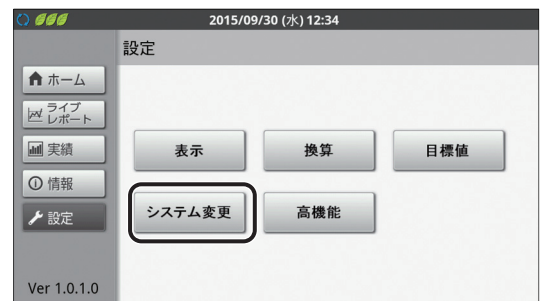 2015/09/30 (水) 12:34
設定
ホーム
ライブ
レポート
実績
情報
設定
表示
換算
目標値
システム変更
高機能
Ver 1.0.1.0